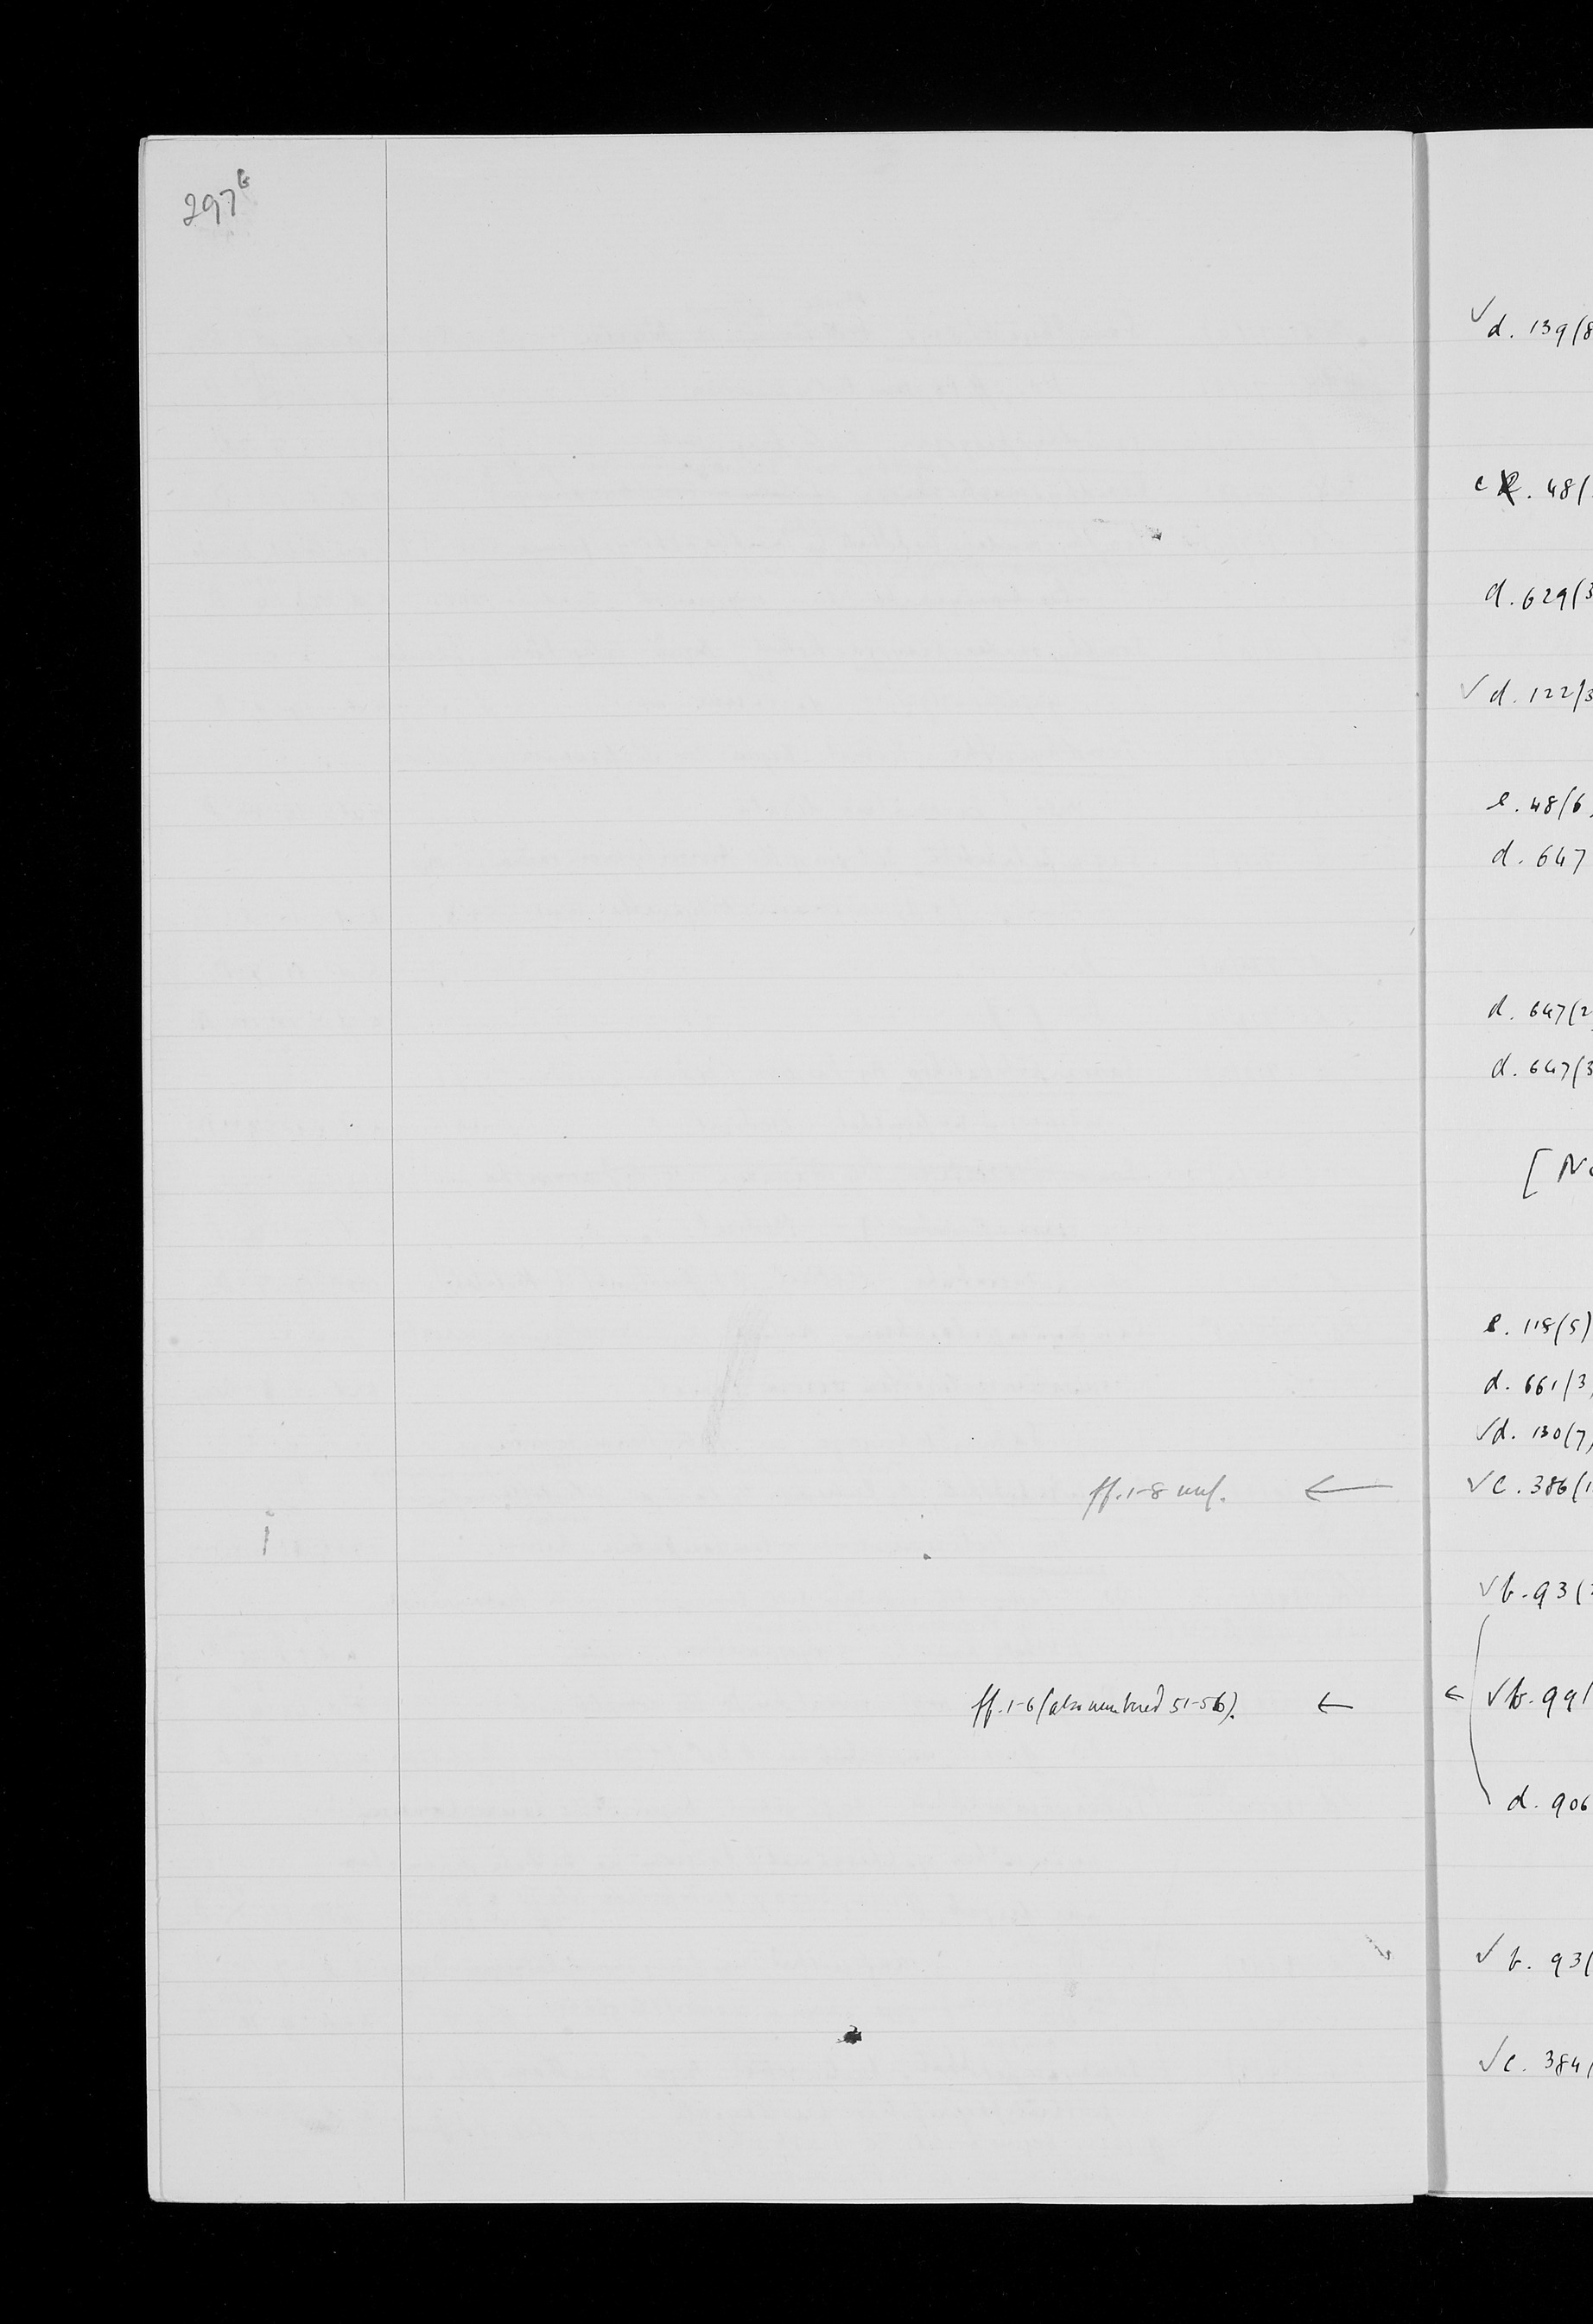 297b
ff. 1-8 unf. ←
ff. 1-6 (also numbered 51-56). ←
✓ d. 139(8
c. 48(
d. 629(3
✓ d. 122(3
e. 48(6
d. 647
d. 647(2
d. 647(3
[ No
e. 118(5)
d. 661(3
✓ d. 130(7
✓ c. 386(1
✓ b. 93(
← ✓ b. 99(
d. 906
✓ b. 93(
✓ c. 384(